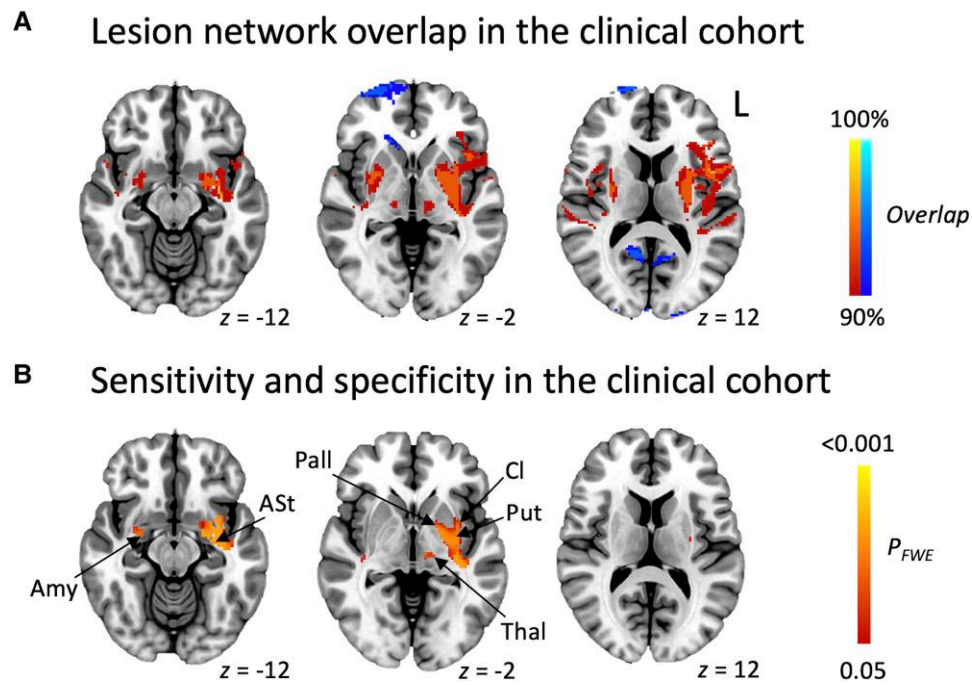 A
Lesion network overlap in the clinical cohort
L
100%
Overlap
90%
z = -12
z = -2
z = 12
B
Sensitivity and specificity in the clinical cohort
<0.001
Pall
Cl
ASt
Put
P_FWE
Amy
Thal
z = -12
z = -2
z = 12
0.05